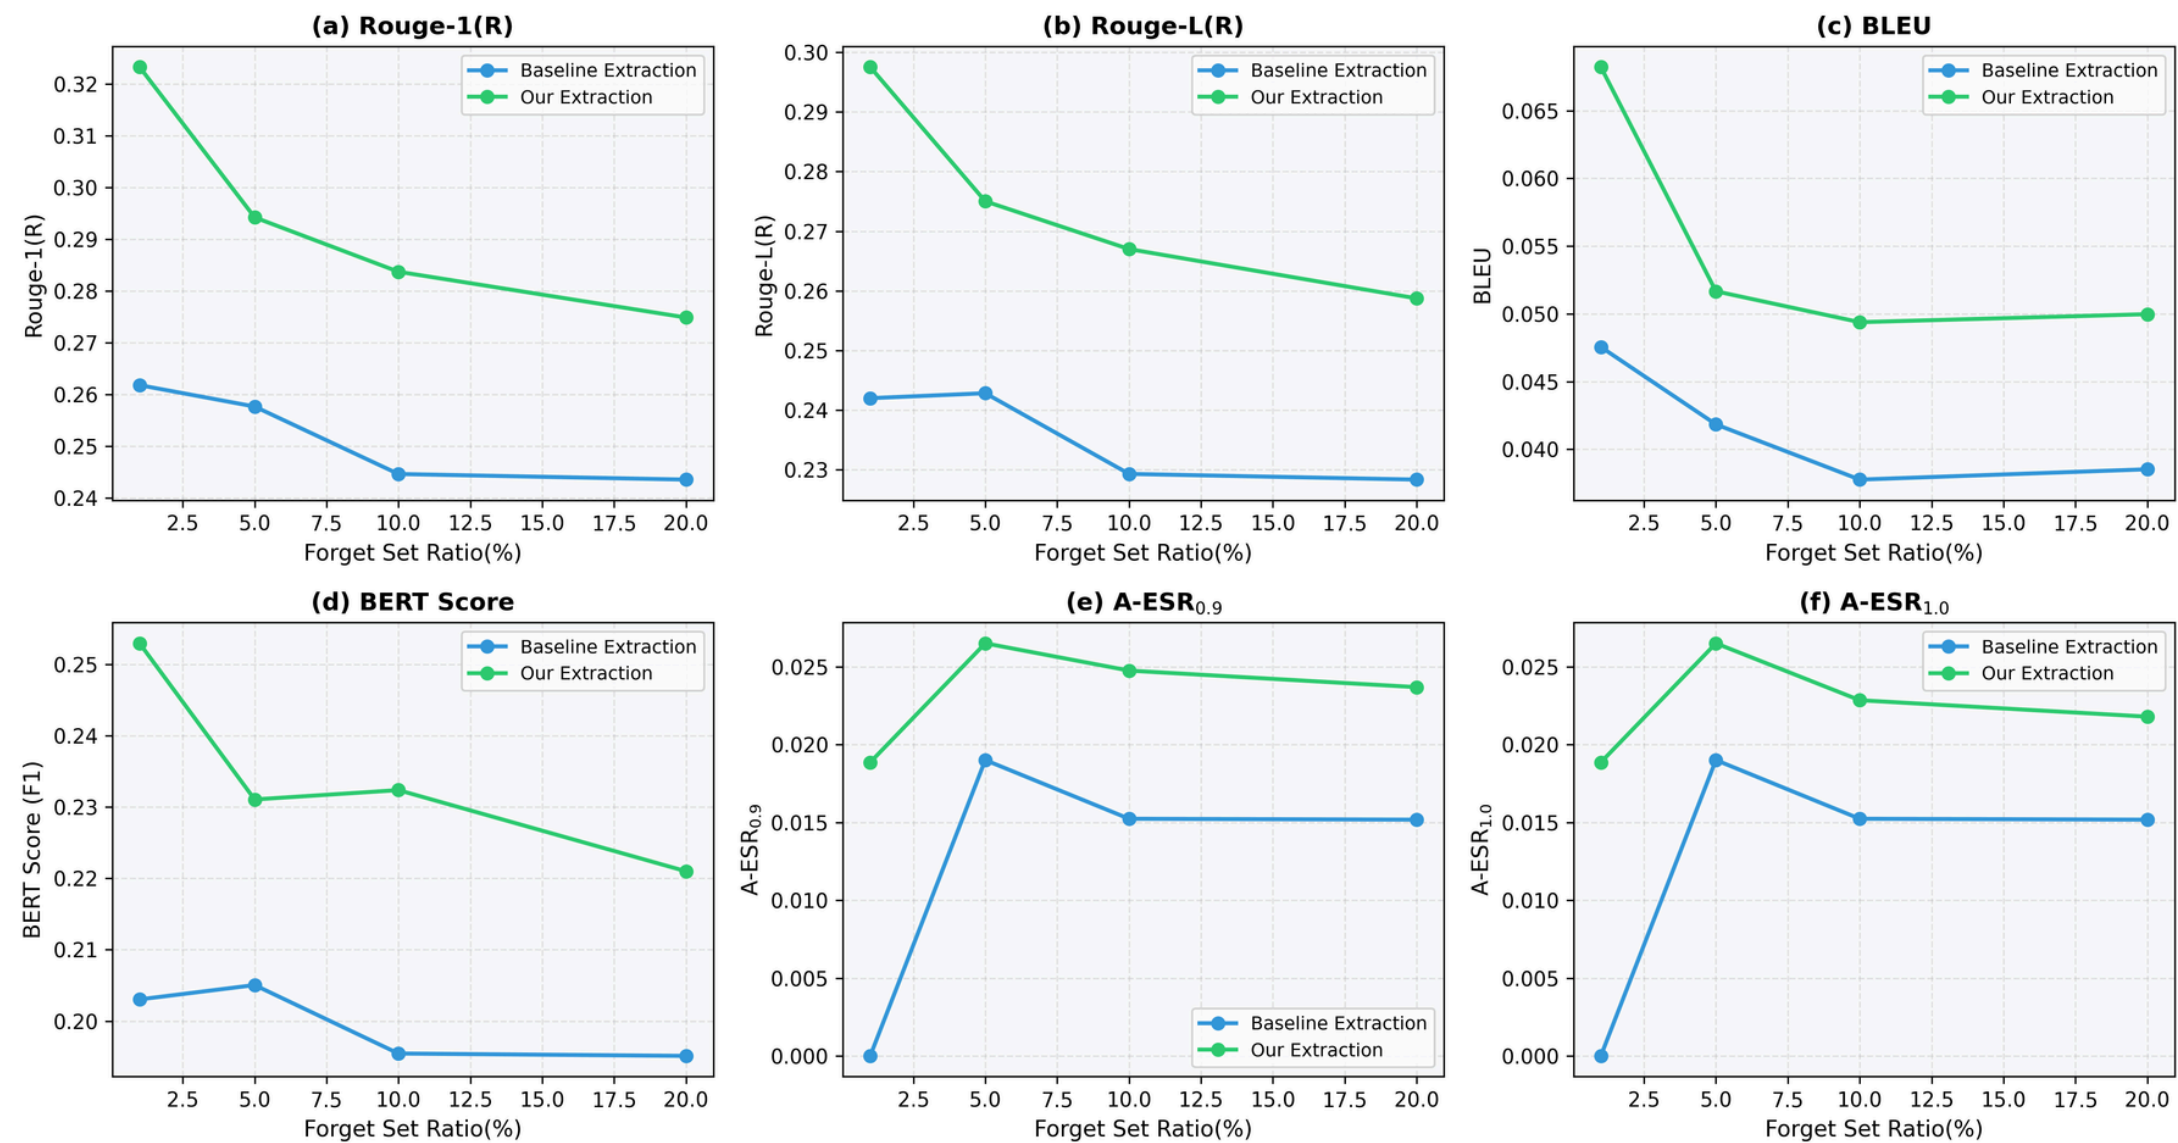 (a) Rouge-1(R)
Rouge-1(R)
0.32
0.31
0.30
0.29
0.28
0.27
0.26
0.25
0.24
Baseline Extraction
Our Extraction
2.5 5.0 7.5 10.0 12.5 15.0 17.5 20.0
Forget Set Ratio(%)
(b) Rouge-L(R)
Rouge-L(R)
0.30
0.29
0.28
0.27
0.26
0.25
0.24
0.23
Baseline Extraction
Our Extraction
2.5 5.0 7.5 10.0 12.5 15.0 17.5 20.0
Forget Set Ratio(%)
(c) BLEU
BLEU
0.065
0.060
0.055
0.050
0.045
0.040
Baseline Extraction
Our Extraction
2.5 5.0 7.5 10.0 12.5 15.0 17.5 20.0
Forget Set Ratio(%)
(d) BERT Score
BERT Score (F1)
0.25
0.24
0.23
0.22
0.21
0.20
Baseline Extraction
Our Extraction
2.5 5.0 7.5 10.0 12.5 15.0 17.5 20.0
Forget Set Ratio(%)
(e) A-ESR0.9
A-ESR0.9
0.025
0.020
0.015
0.010
0.005
0.000
Baseline Extraction
Our Extraction
2.5 5.0 7.5 10.0 12.5 15.0 17.5 20.0
Forget Set Ratio(%)
(f) A-ESR1.0
A-ESR1.0
0.025
0.020
0.015
0.010
0.005
0.000
Baseline Extraction
Our Extraction
2.5 5.0 7.5 10.0 12.5 15.0 17.5 20.0
Forget Set Ratio(%)